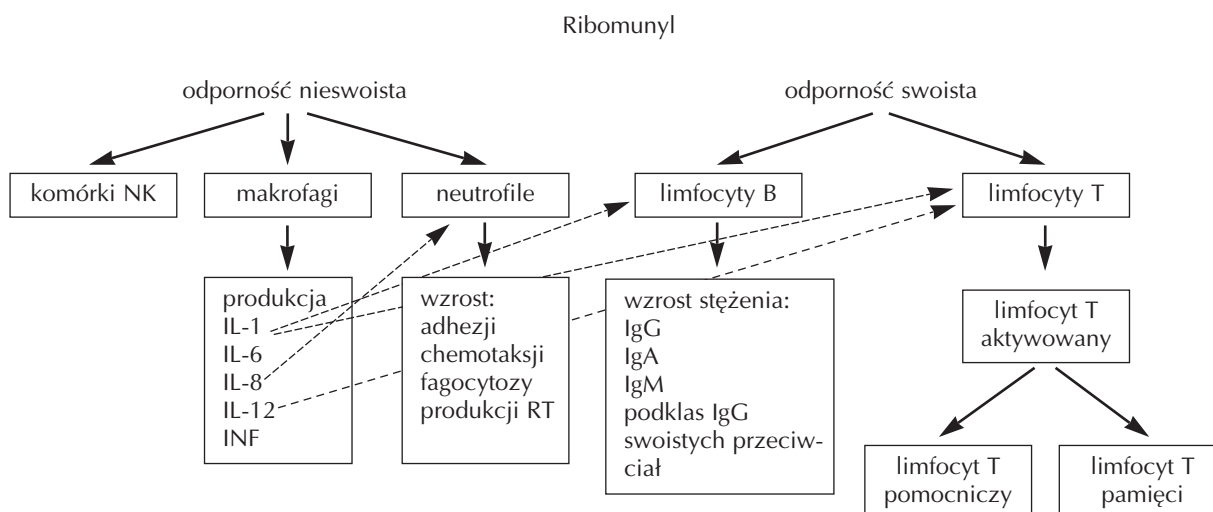 Ribomunyl
odporność nieswoista
odporność swoista
komórki NK
makrofagi
neutrofile
limfocyty B
limfocyty T
produkcja
IL-1
IL-6
IL-8
IL-12
INF
wzrost:
adhezji
chemotaksji
fagocytozy
produkcji RT
wzrost stężenia:
IgG
IgA
IgM
podklas IgG
swoistych przeciw-
ciał
limfocyt T
aktywowany
limfocyt T
pomocniczy
limfocyt T
pamięci